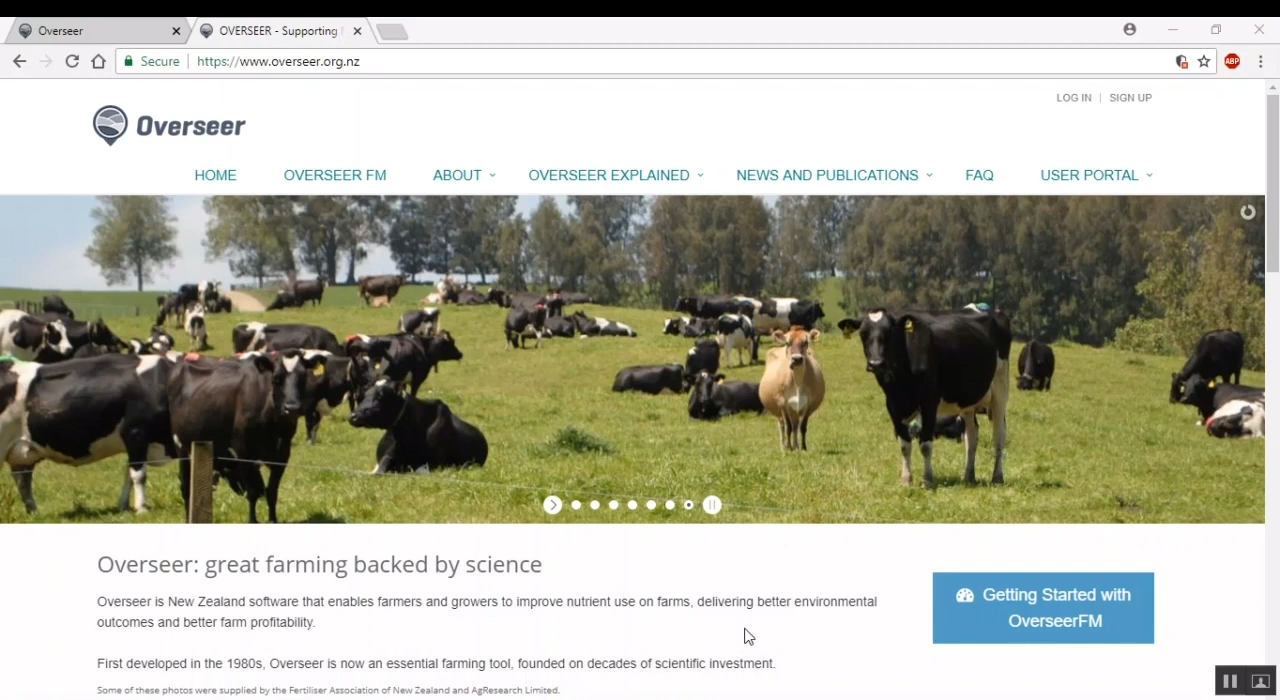 Overseer
OVERSEER - Supporting
Secure
https://www.overseer.org.nz
ABP
LOG IN | SIGN UP
Overseer
HOME OVERSEER FM ABOUT OVERSEER EXPLAINED NEWS AND PUBLICATIONS FAQ USER PORTAL
Overseer: great farming backed by science
Overseer is New Zealand software that enables farmers and growers to improve nutrient use on farms, delivering better environmental
outcomes and better farm profitability.
First developed in the 1980s, Overseer is now an essential farming tool, founded on decades of scientific investment.
Some of these photos were supplied by the Fertiliser Association of New Zealand and AgResearch Limited.
Getting Started with
OverseerFM